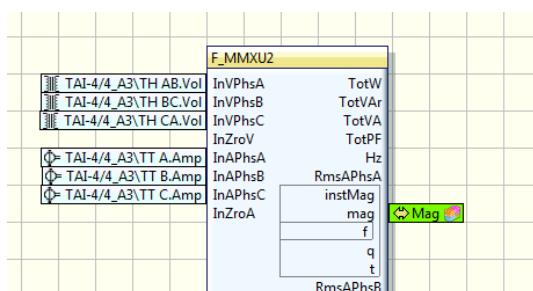 F_MMXU2
TAI-4/4_A3\TH AB.Vol InVPhsA TotW
TAI-4/4_A3\TH BC.Vol InVPhsB TotVAr
TAI-4/4_A3\TH CA.Vol InVPhsC TotVA
InZroV TotPF
TAI-4/4_A3\TT A.Amp InAPhsA Hz
TAI-4/4_A3\TT B.Amp InAPhsB RmsAPhsA
TAI-4/4_A3\TT C.Amp InAPhsC instMag
InZroA mag Mag
f
q
t
RmsAPhsB